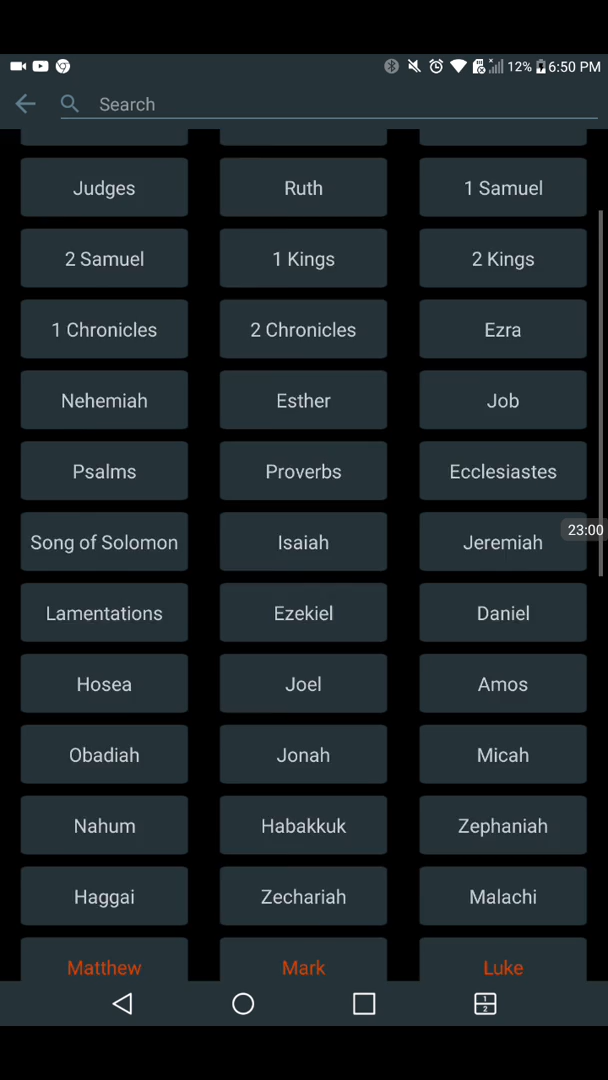 12% 6:50 PM
Search
Judges Ruth 1 Samuel
2 Samuel 1 Kings 2 Kings
1 Chronicles 2 Chronicles Ezra
Nehemiah Esther Job
Psalms Proverbs Ecclesiastes
23:00
Song of Solomon Isaiah Jeremiah
Lamentations Ezekiel Daniel
Hosea Joel Amos
Obadiah Jonah Micah
Nahum Habakkuk Zephaniah
Haggai Zechariah Malachi
Matthew Mark Luke
1
2